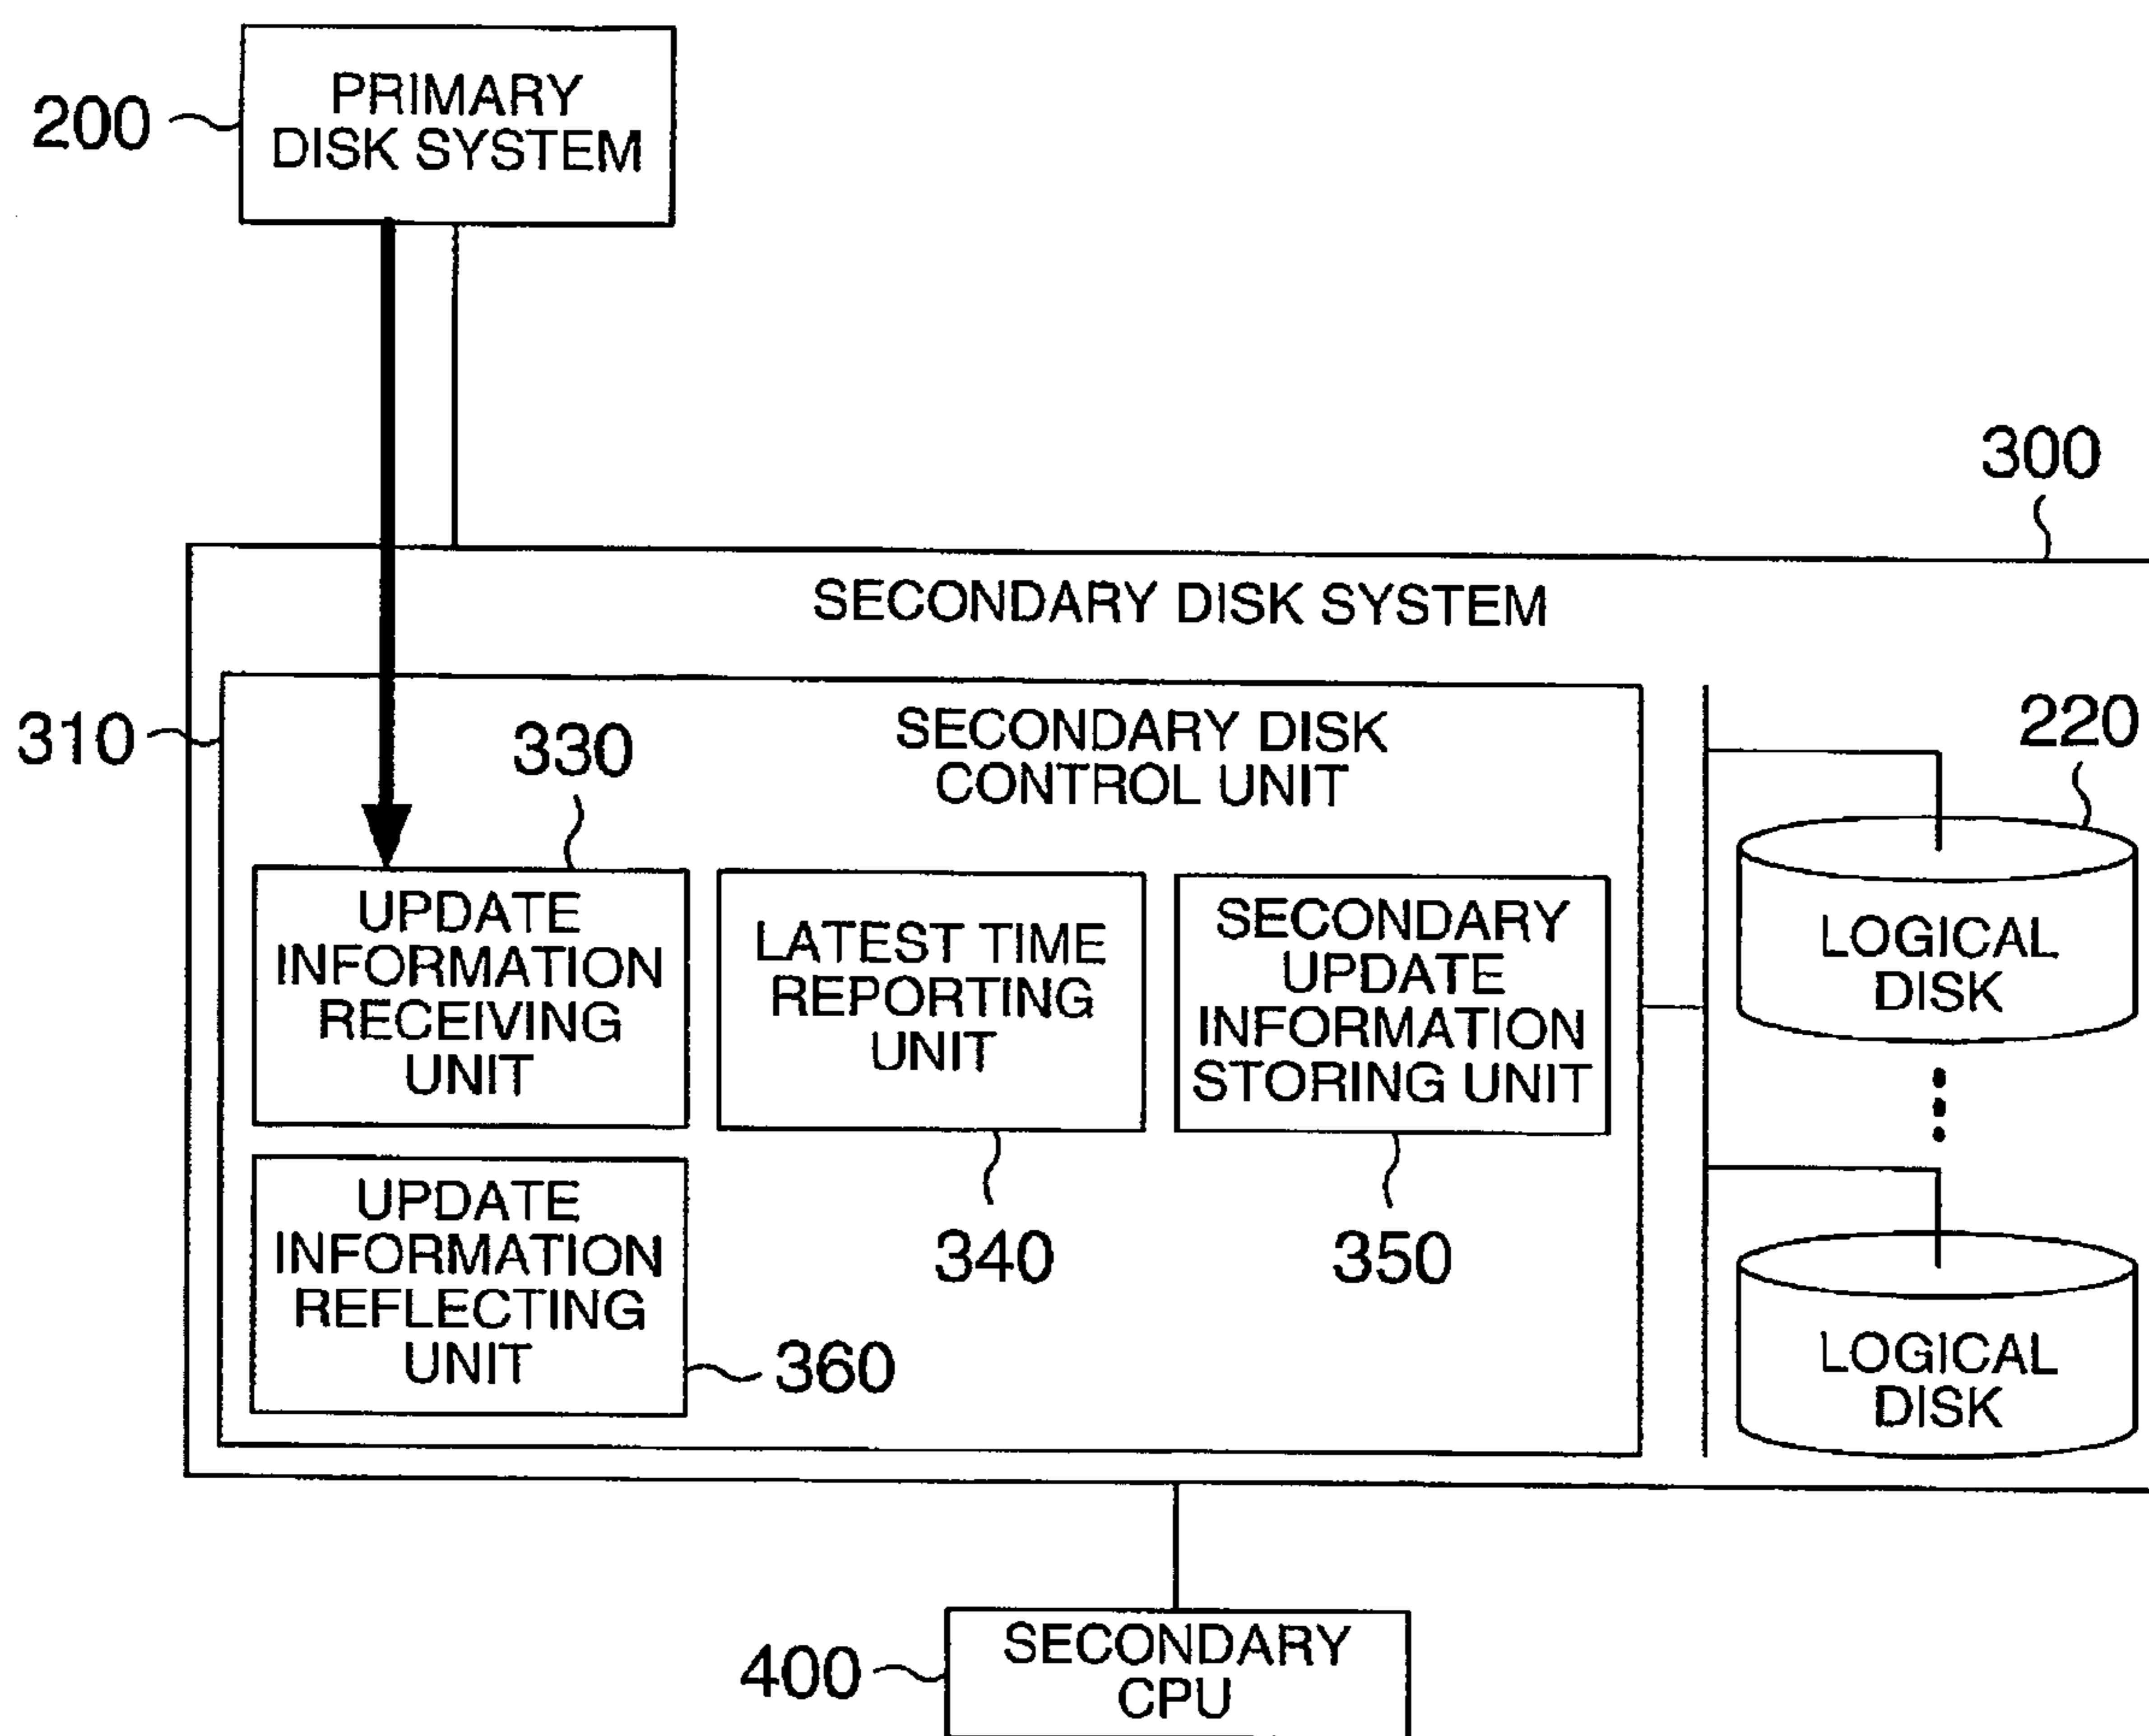 200
PRIMARY
DISK SYSTEM
300
SECONDARY DISK SYSTEM
310
330
SECONDARY DISK
CONTROL UNIT
220
UPDATE
INFORMATION
RECEIVING
UNIT
LATEST TIME
REPORTING
UNIT
SECONDARY
UPDATE
INFORMATION
STORING UNIT
LOGICAL
DISK
340
350
UPDATE
INFORMATION
REFLECTING
UNIT
360
LOGICAL
DISK
400
SECONDARY
CPU